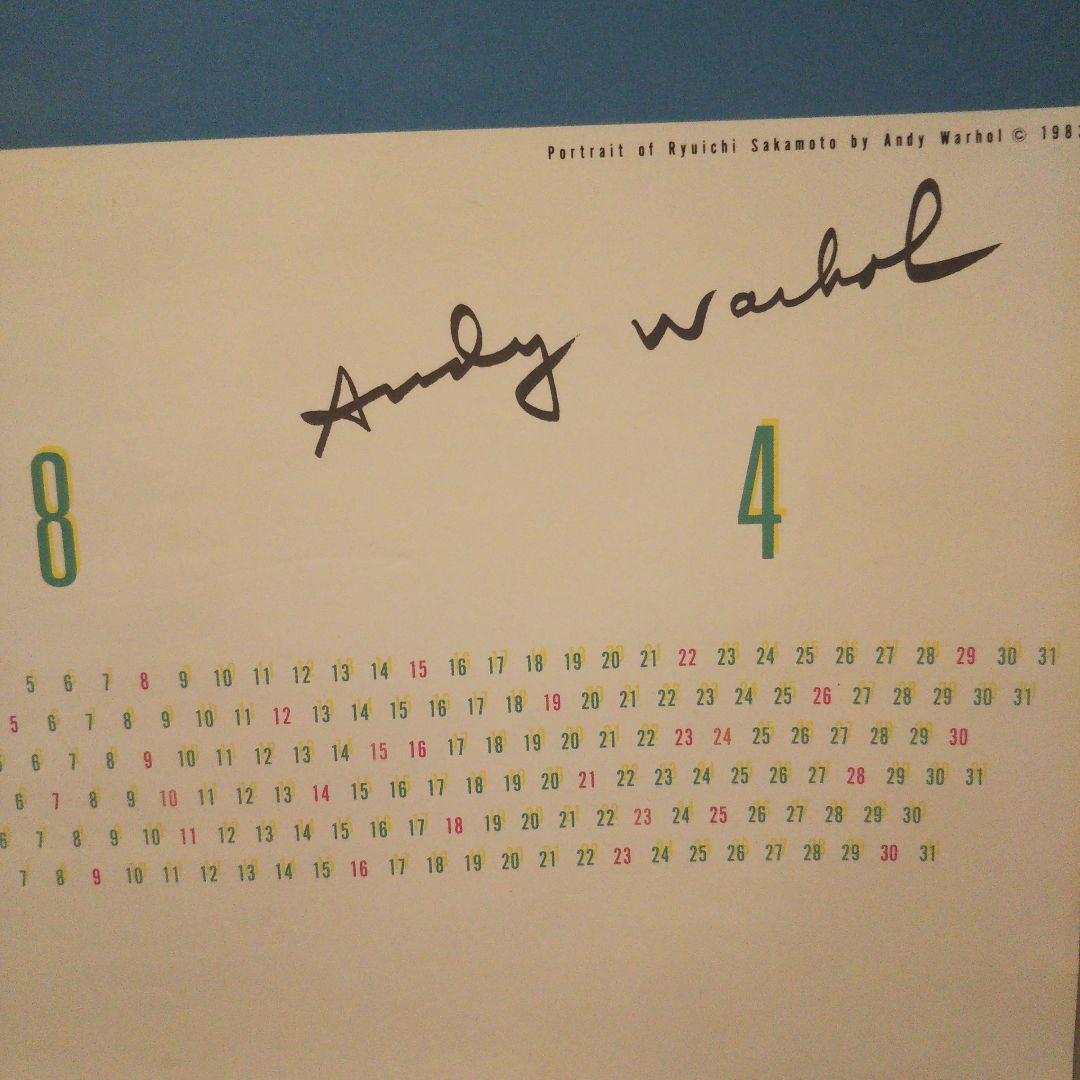 Portrait of Ryuichi Sakamoto by Andy Warhol © 1983
Andy Warhol
8 4
5 6 7 8 9 10 11 12 13 14 15 16 17 18 19 20 21 22 23 24 25 26 27 28 29 30 31
5 6 7 8 9 10 11 12 13 14 15 16 17 18 19 20 21 22 23 24 25 26 27 28 29 30 31
6 7 8 9 10 11 12 13 14 15 16 17 18 19 20 21 22 23 24 25 26 27 28 29 30
6 7 8 9 10 11 12 13 14 15 16 17 18 19 20 21 22 23 24 25 26 27 28 29 30 31
6 7 8 9 10 11 12 13 14 15 16 17 18 19 20 21 22 23 24 25 26 27 28 29 30
7 8 9 10 11 12 13 14 15 16 17 18 19 20 21 22 23 24 25 26 27 28 29 30 31